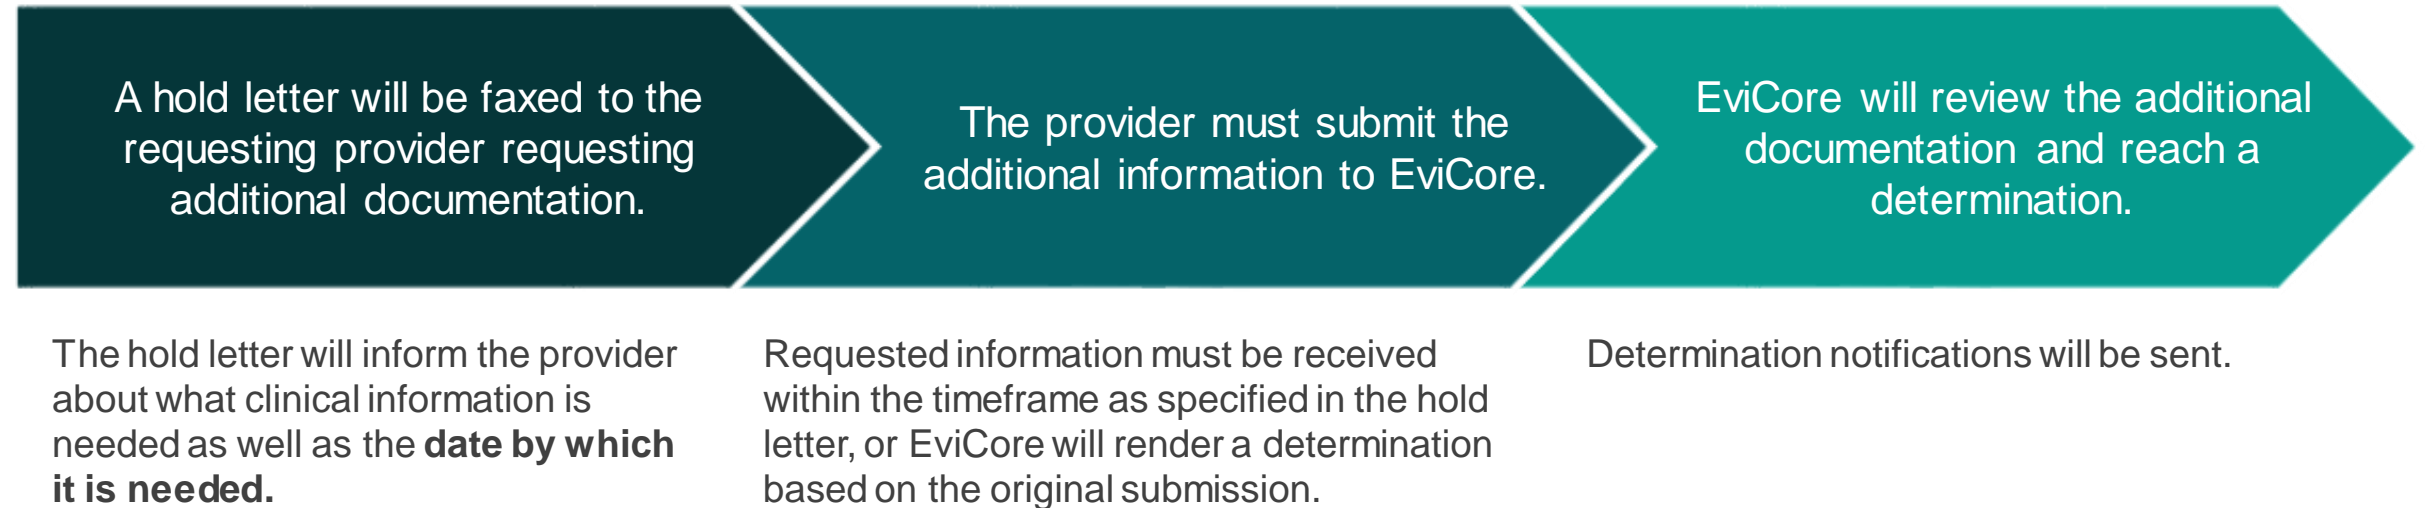 A hold letter will be faxed to the
requesting provider requesting
additional documentation.
The provider must submit the
additional information to EviCore.
EviCore will review the additional
documentation and reach a
determination.
The hold letter will inform the provider
about what clinical information is
needed as well as the date by which
it is needed.
Requested information must be received
within the timeframe as specified in the hold
letter, or EviCore will render a determination
based on the original submission.
Determination notifications will be sent.